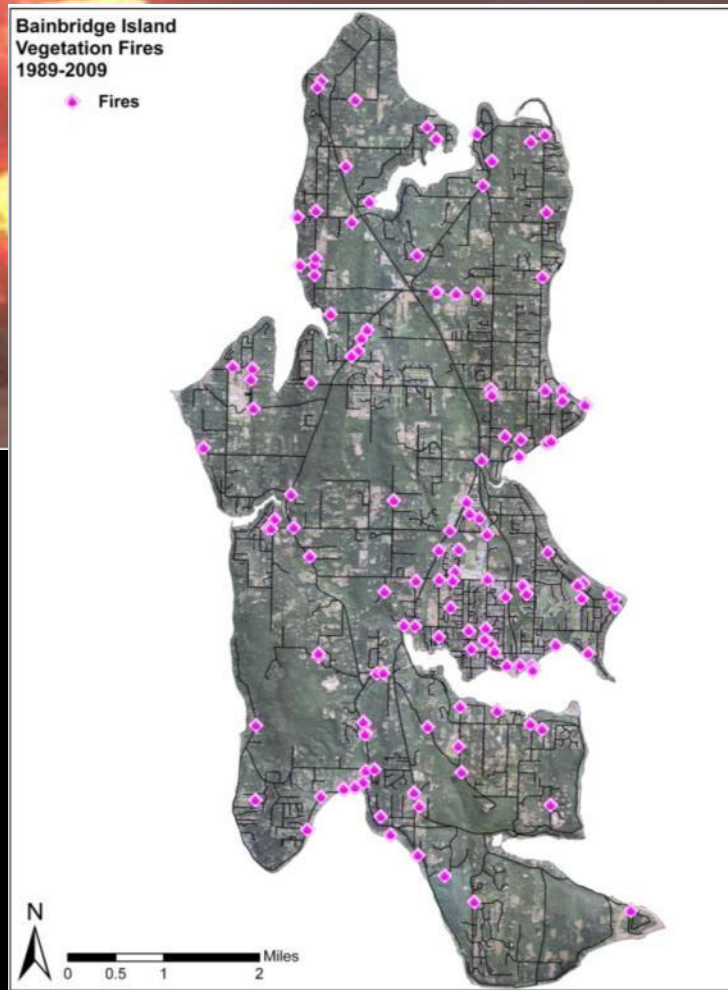 Bainbridge Island
Vegetation Fires
1989-2009
Fires
N
Miles
0 0.5 1 2